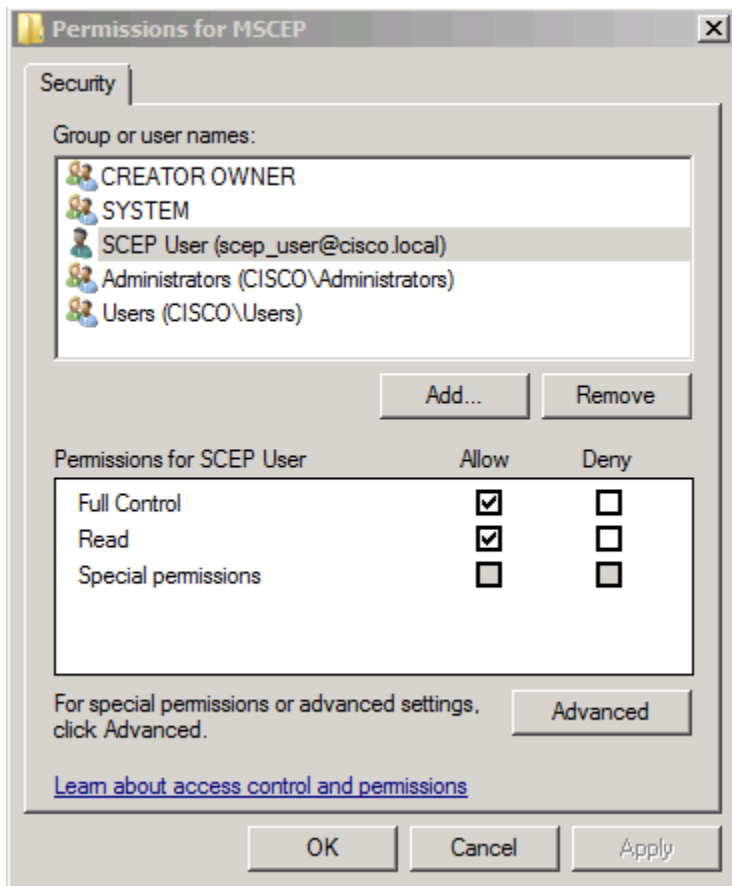 Permissions for MSCEP
Security
Group or user names:
CREATOR OWNER
SYSTEM
SCEP User (scep_user@cisco.local)
Administrators (CISCO\Administrators)
Users (CISCO\Users)
Add... Remove
Permissions for SCEP User Allow Deny
Full Control
Read
Special permissions
For special permissions or advanced settings,
click Advanced.
Advanced
Learn about access control and permissions
OK Cancel Apply